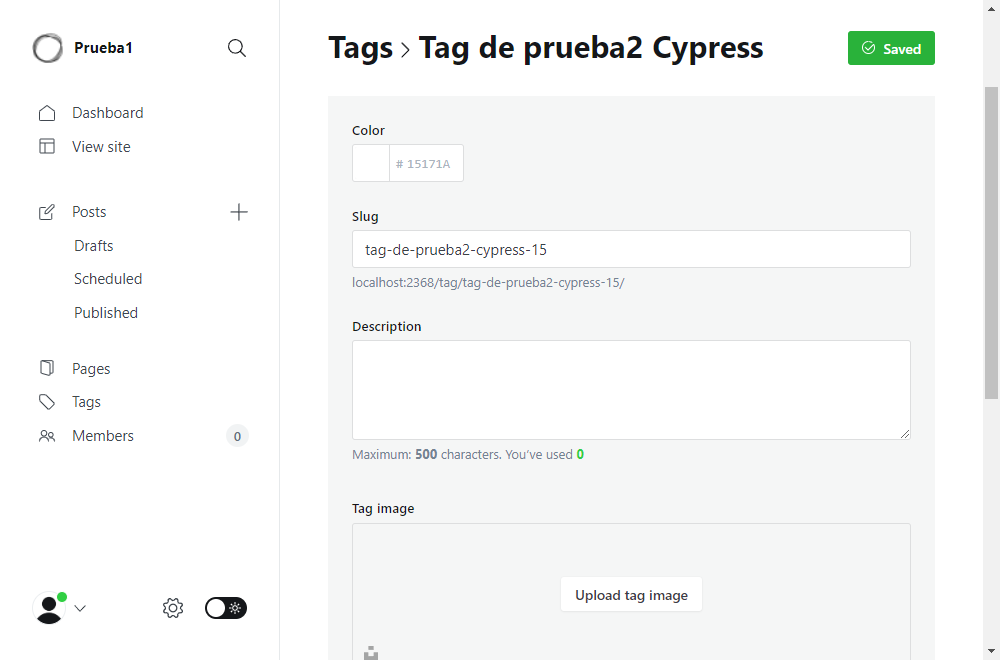 Prueba1
Dashboard
View site
Posts
Drafts
Scheduled
Published
Pages
Tags
Members 0
Tags > Tag de prueba2 Cypress
Saved
Color
# 15171A
Slug
tag-de-prueba2-cypress-15
localhost:2368/tag/tag-de-prueba2-cypress-15/
Description
Maximum: 500 characters. You’ve used 0
Tag image
Upload tag image